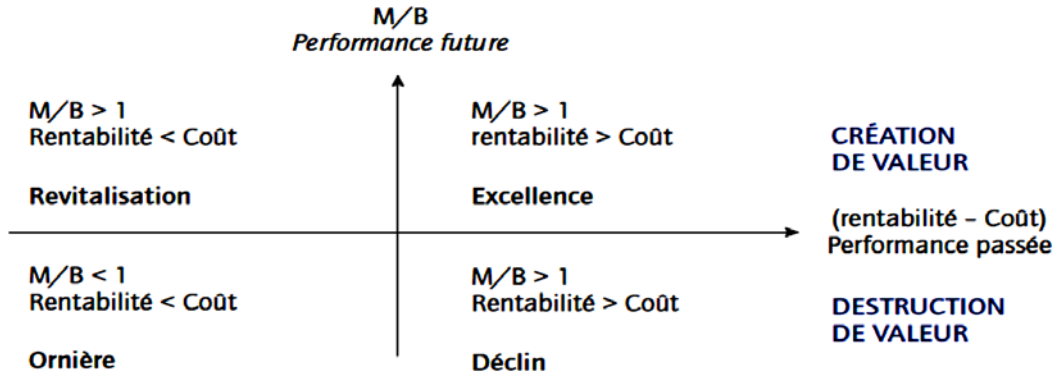 M/B
Performance future
M/B > 1
Rentabilité < Coût
Revitalisation
M/B > 1
rentabilité > Coût
Excellence
CRÉATION
DE VALEUR
(rentabilité – Coût)
Performance passée
M/B < 1
Rentabilité < Coût
Ornière
M/B > 1
Rentabilité > Coût
Déclin
DESTRUCTION
DE VALEUR